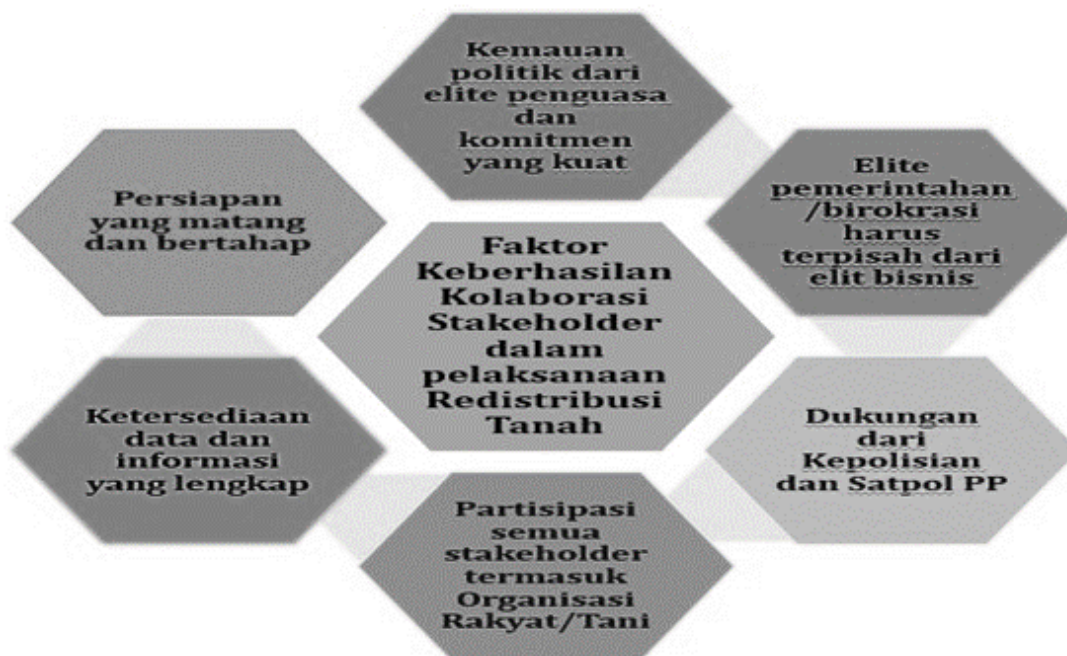 Kemauan
politik dari
elite penguasa
dan
komitmen
yang kuat
Elite
pemerintahan
/birokrasi
harus
terpisah dari
elit bisnis
Dukungan
dari
Kepolisian
dan Satpol PP
Partisipasi
semua
stakeholder
termasuk
Organisasi
Rakyat/Tani
Ketersediaan
data dan
informasi
yang lengkap
Persiapan
yang matang
dan bertahap
Faktor
Keberhasilan
Kolaborasi
Stakeholder
dalam
pelaksanaan
Redistribusi
Tanah